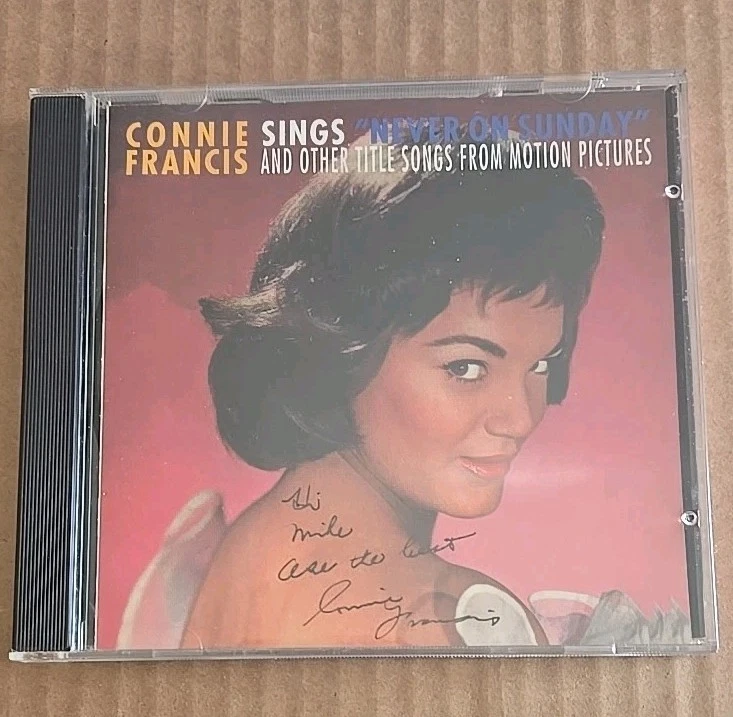 CONNIE SINGS "NEVER ON SUNDAY"
FRANCIS AND OTHER TITLE SONGS FROM MOTION PICTURES
Hi
Mike
All the best
Connie Francis